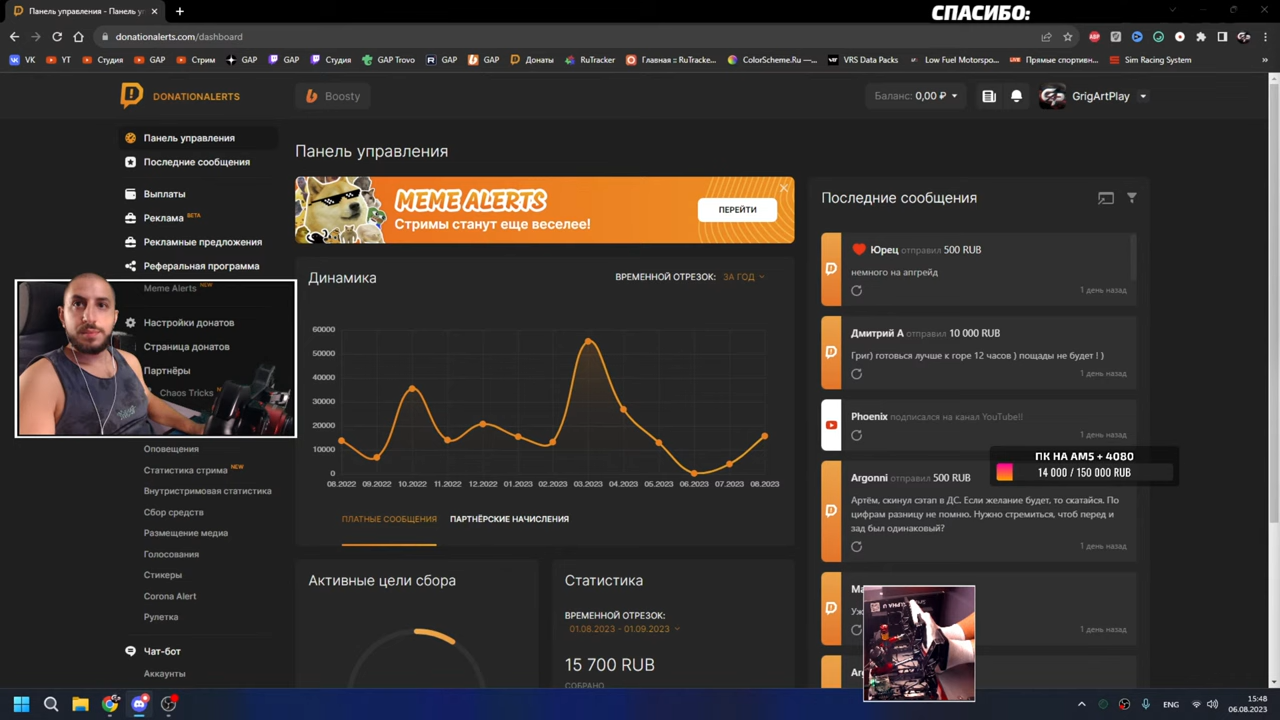 СПАСИБО:
Панель управления - Панель у
donationalerts.com/dashboard
VK
YT
Студия
GAP
Стрим
GAP
GAP
Студия
GAP Trovo
GAP
GAP
Донаты
RuTracker
Главная :: RuTracke...
ColorScheme.Ru —...
VRS Data Packs
Low Fuel Motorspo...
Прямые спортивн...
Sim Racing System
DONATIONALERTS
Boosty
Баланс: 0,00 ₽
GrigArtPlay
Панель управления
Последние сообщения
Выплаты
Реклама BETA
Рекламные предложения
Реферальная программа
Meme Alerts NEW
Настройки донатов
Страница донатов
Партнёры
Chaos Tricks
Оповещения
Статистика стрима NEW
Внутристримовая статистика
Сбор средств
Размещение медиа
Голосования
Стикеры
Corona Alert
Рулетка
Чат-бот
Аккаунты
Панель управления
MEME ALERTS
Стримы станут еще веселее!
ПЕРЕЙТИ
Динамика
ВРЕМЕННОЙ ОТРЕЗОК: ЗА ГОД
60000
50000
40000
30000
20000
10000
0
08.2022 09.2022 10.2022 11.2022 12.2022 01.2023 02.2023 03.2023 04.2023 05.2023 06.2023 07.2023 08.2023
ПЛАТНЫЕ СООБЩЕНИЯ
ПАРТНЁРСКИЕ НАЧИСЛЕНИЯ
Активные цели сбора
Статистика
ВРЕМЕННОЙ ОТРЕЗОК:
01.08.2023 - 01.09.2023
15 700 RUB
СОБРАНО
Последние сообщения
Юрец отправил 500 RUB
немного на апгрейд
1 день назад
Дмитрий А отправил 10 000 RUB
Григ) готовься лучше к горе 12 часов ) пощады не будет ! )
1 день назад
Phoenix подписался на канал YouTube!!
ПК НА AM5 + 4080
14 000 / 150 000 RUB
Argonni отправил 500 RUB
Артём, скинул сэтап в ДС. Если желание будет, то скатайся. По
цифрам разницу не помню. Нужно стремиться, чтоб перед и
зад был одинаковый?
1 день назад
1 день назад
ENG
15:48
06.08.2023